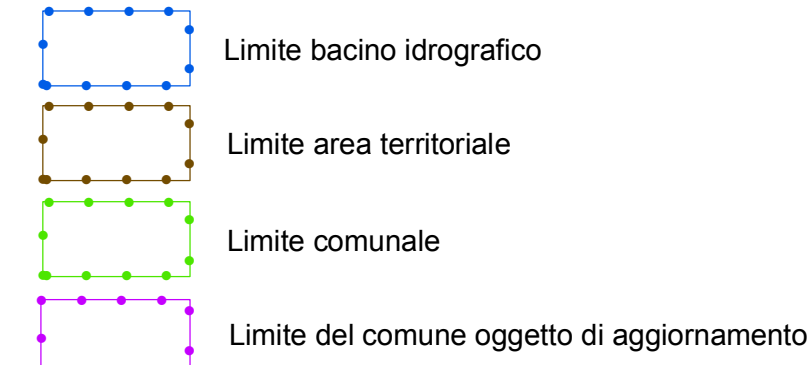 Limite bacino idrografico
Limite area territoriale
Limite comunale
Limite del comune oggetto di aggiornamento